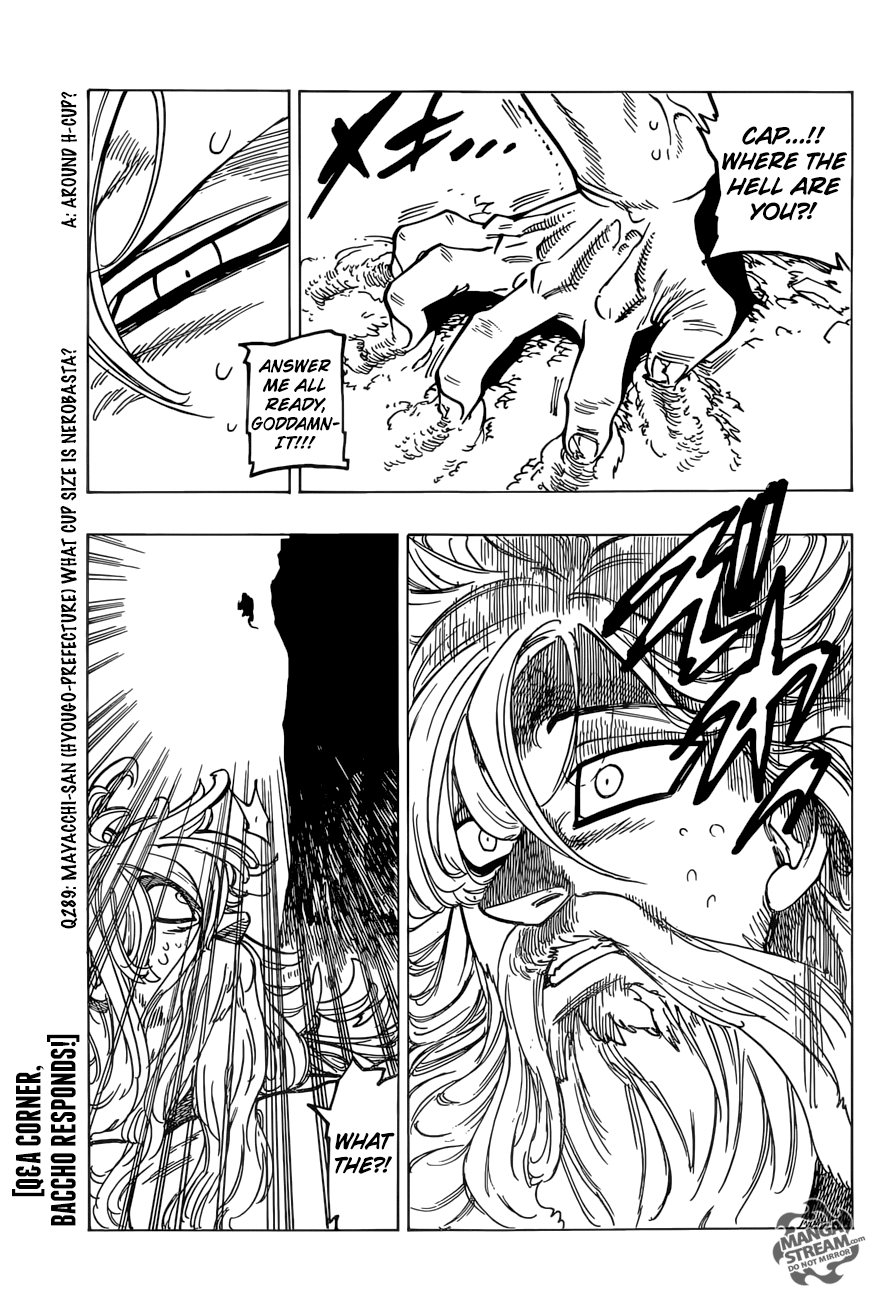 CAP...!!
WHERE THE
HELL ARE
YOU?!
メキ...
ANSWER
ME ALL
READY,
GODDAMN-
IT!!!
WHAT
THE?!
[Q&A CORNER,
BACCHO RESPONDS!]
Q289: MAYACCHI-SAN (HYOUGO-PREFECTURE) WHAT CUP SIZE IS NEROBASTA?
A: AROUND H-CUP?
MANGA
STREAM.com
DO NOT MIRROR